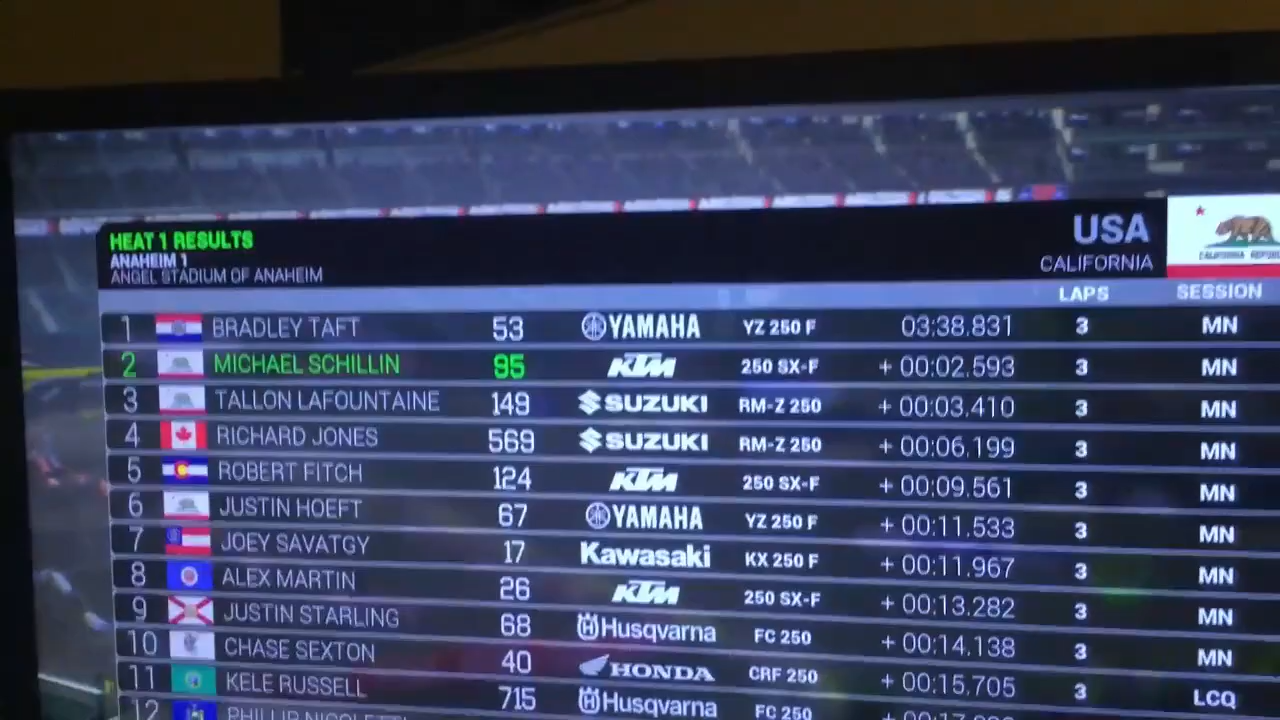 HEAT 1 RESULTS
ANAHEIM 1
ANGEL STADIUM OF ANAHEIM
USA
CALIFORNIA
CALIFORNIA REPUBLIC
LAPS SESSION
1 BRADLEY TAFT 53 YAMAHA YZ 250 F 03:38.831 3 MN
2 MICHAEL SCHILLIN 95 KTM 250 SX-F + 00:02.593 3 MN
3 TALLON LAFOUNTAINE 149 SUZUKI RM-Z 250 + 00:03.410 3 MN
4 RICHARD JONES 569 SUZUKI RM-Z 250 + 00:06.199 3 MN
5 ROBERT FITCH 124 KTM 250 SX-F + 00:09.561 3 MN
6 JUSTIN HOEFT 67 YAMAHA YZ 250 F + 00:11.533 3 MN
7 JOEY SAVATGY 17 Kawasaki KX 250 F + 00:11.967 3 MN
8 ALEX MARTIN 26 KTM 250 SX-F + 00:13.282 3 MN
9 JUSTIN STARLING 68 Husqvarna FC 250 + 00:14.138 3 MN
10 CHASE SEXTON 40 HONDA CRF 250 + 00:15.705 3 LCQ
11 KELE RUSSELL 715 Husqvarna FC 250
12 PHILLIP